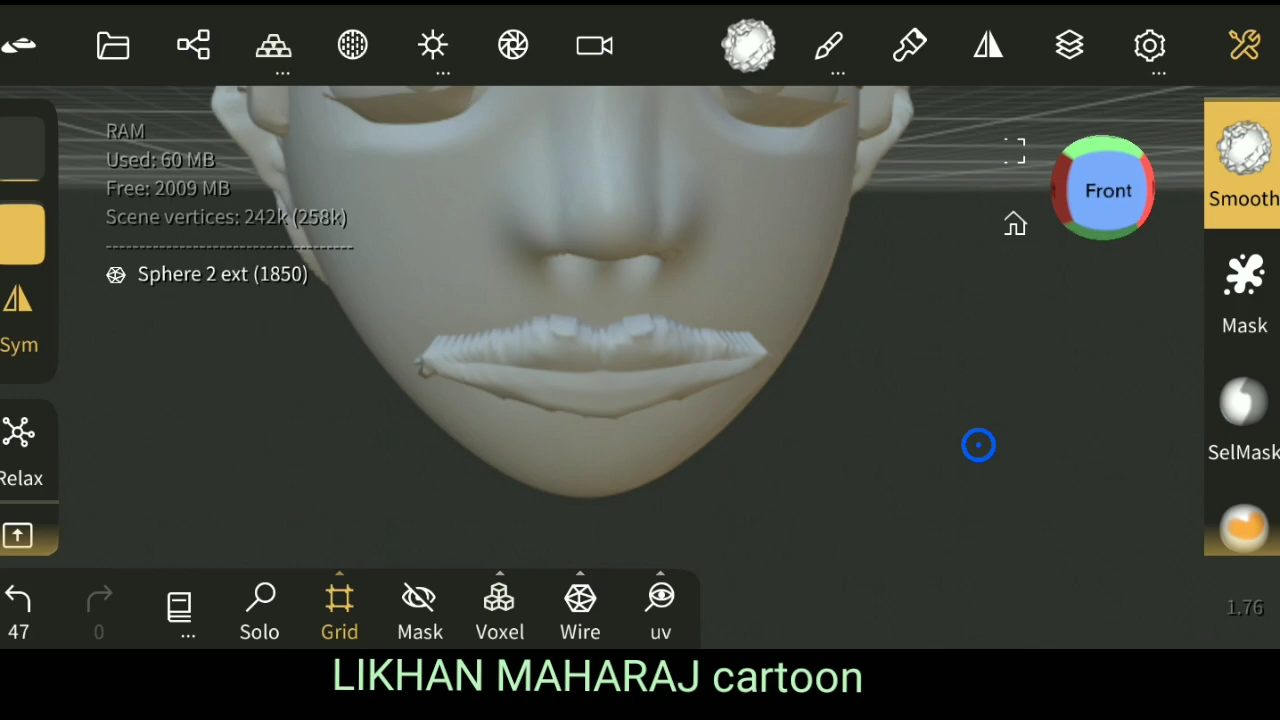 RAM
Used: 60 MB
Free: 2009 MB
Scene vertices: 242k (258k)
Sphere 2 ext (1850)
Front
Smooth
Mask
SelMask
Sym
Relax
47
0
Solo
Grid
Mask
Voxel
Wire
uv
1.76
LIKHAN MAHARAJ cartoon